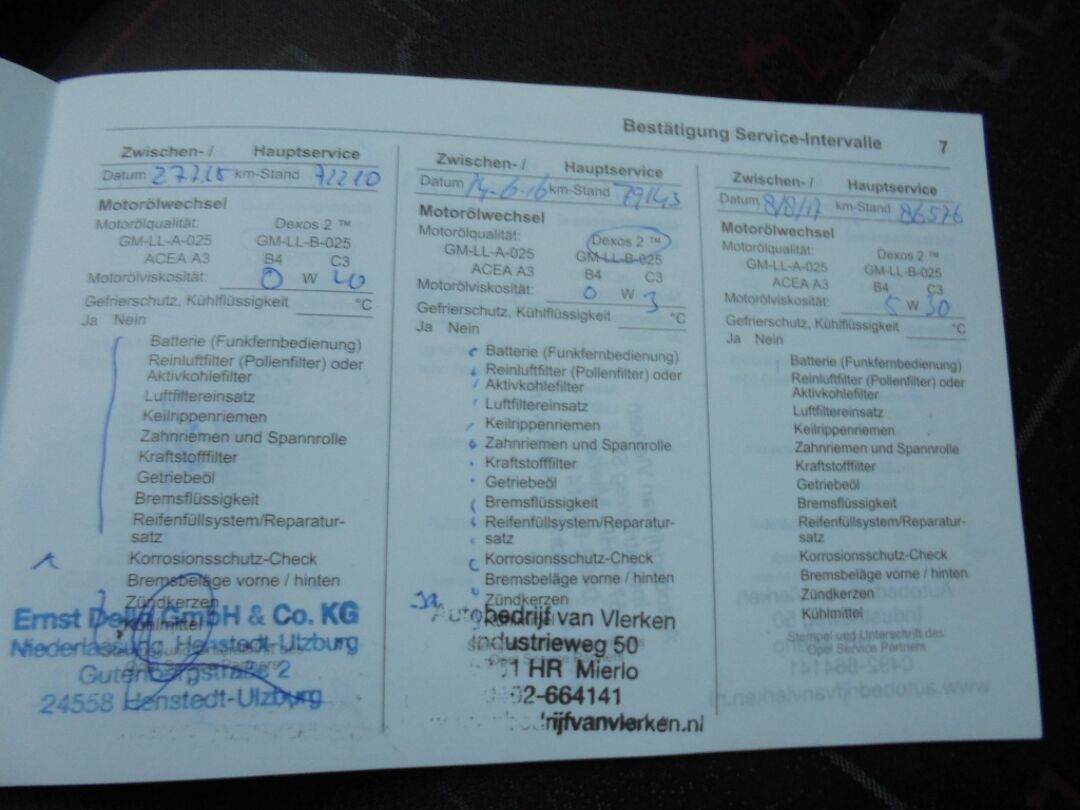 Bestätigung Service-Intervalle 7
Zwischen- / Hauptservice
Datum 27.7.15 km-Stand 72210
Motorölwechsel
Motorölqualität: Dexos 2 ™
GM-LL-A-025 GM-LL-B-025
ACEA A3 B4 C3
Motorölviskosität: 0 W 40
Gefrierschutz, Kühlflüssigkeit °C
Ja Nein
Batterie (Funkfernbedienung)
Reinluftfilter (Pollenfilter) oder
Aktivkohlefilter
Luftfiltereinsatz
Keilrippenriemen
Zahnriemen und Spannrolle
Kraftstofffilter
Getriebeöl
Bremsflüssigkeit
Reifenfüllsystem/Reparatur-
satz
Korrosionsschutz-Check
Bremsbeläge vorne / hinten
Zündkerzen
Kühlmittel
Ernst GmbH & Co. KG
Niederlassung Henstedt-Ulzburg
Gutenbergstraße 2
24558 Henstedt-Ulzburg
Zwischen- / Hauptservice
Datum 14-6-16 km-Stand 79143
Motorölwechsel
Motorölqualität: Dexos 2 ™
GM-LL-A-025 GM-LL-B-025
ACEA A3 B4 C3
Motorölviskosität: 0 W 3
Gefrierschutz, Kühlflüssigkeit °C
Ja Nein
Batterie (Funkfernbedienung)
Reinluftfilter (Pollenfilter) oder
Aktivkohlefilter
Luftfiltereinsatz
Keilrippenriemen
Zahnriemen und Spannrolle
Kraftstofffilter
Getriebeöl
Bremsflüssigkeit
Reifenfüllsystem/Reparatur-
satz
Korrosionsschutz-Check
Bremsbeläge vorne / hinten
Zündkerzen
Autobedrijf van Vlerken
Industrieweg 50
HR Mierlo
0492-664141
Zwischen- / Hauptservice
Datum 8/8/17 km-Stand 86526
Motorölwechsel
Motorölqualität: Dexos 2 ™
GM-LL-A-025 GM-LL-B-025
ACEA A3 B4 C3
Motorölviskosität: 5 W 30
Gefrierschutz, Kühlflüssigkeit °C
Ja Nein
Batterie (Funkfernbedienung)
Reinluftfilter (Pollenfilter) oder
Aktivkohlefilter
Luftfiltereinsatz
Keilrippenriemen
Zahnriemen und Spannrolle
Kraftstofffilter
Getriebeöl
Bremsflüssigkeit
Reifenfüllsystem/Reparatur-
satz
Korrosionsschutz-Check
Bremsbeläge vorne / hinten
Zündkerzen
Kühlmittel
Stempel und Unterschrift des
Opel Service Partners